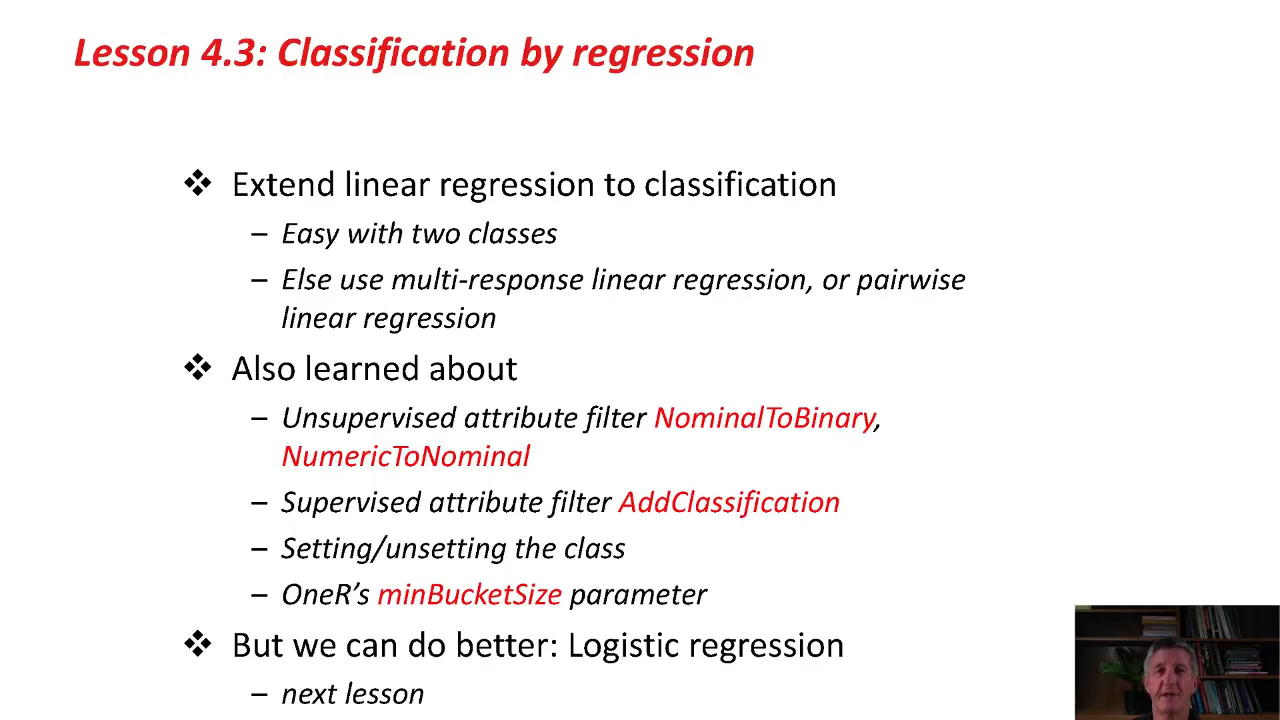 Lesson 4.3: Classification by regression
❖ Extend linear regression to classification
– Easy with two classes
– Else use multi-response linear regression, or pairwise
linear regression
❖ Also learned about
– Unsupervised attribute filter NominalToBinary,
NumericToNominal
– Supervised attribute filter AddClassification
– Setting/unsetting the class
– OneR’s minBucketSize parameter
❖ But we can do better: Logistic regression
– next lesson